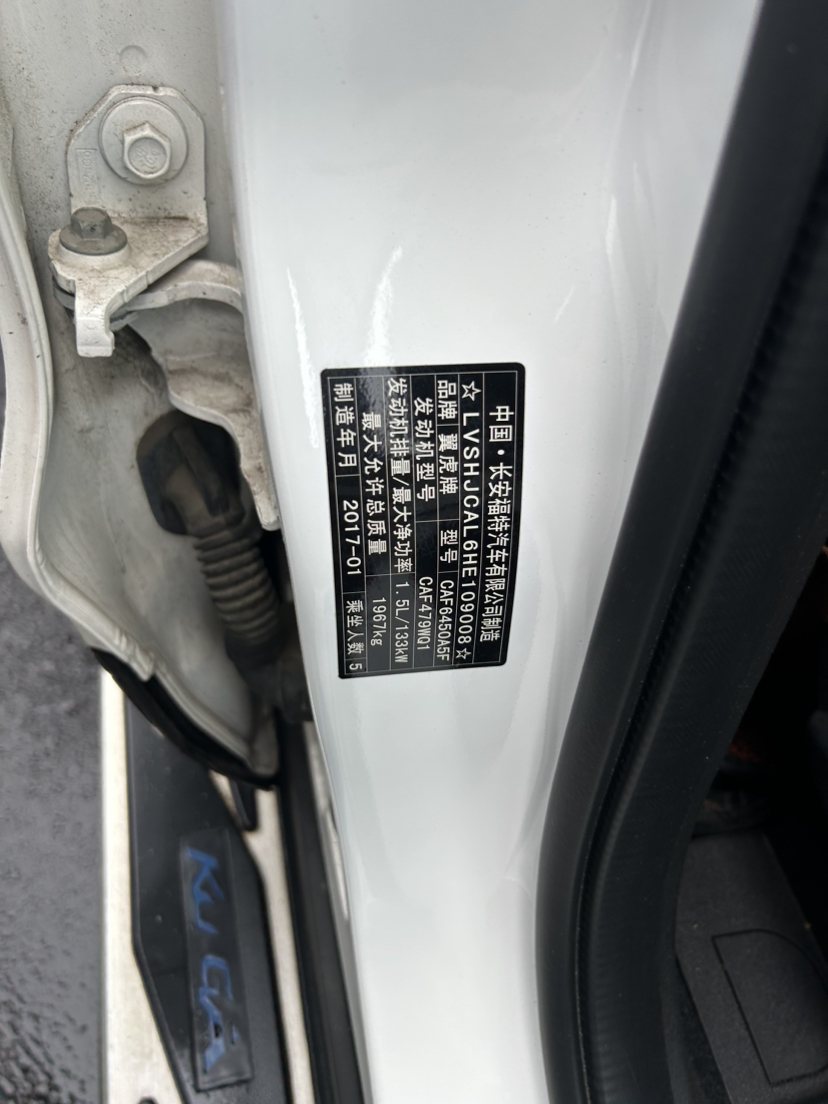 中国·长安福特汽车有限公司制造
☆LVSHJCAL6HE109008☆
品牌 翼虎牌 型号 CAF6450A5F
发动机型号 CAF479WQ1
发动机排量/最大净功率 1.5L/133kW
最大允许总质量 1967kg
制造年月 2017-01 乘坐人数 5
KUGA